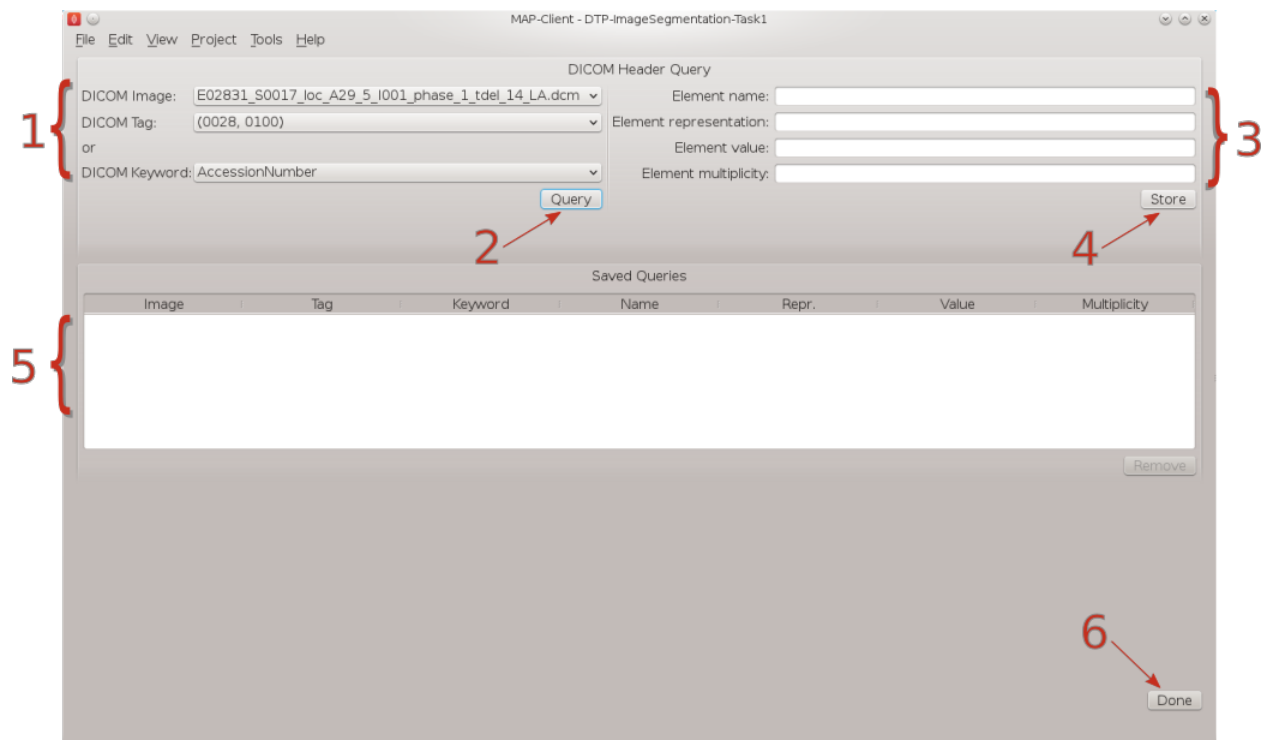 MAP-Client - DTP-ImageSegmentation-Task1
File Edit View Project Tools Help
DICOM Header Query
DICOM Image: E02831_S0017_loc_A29_5_I001_phase_1_tdel_14_LA.dcm Element name:
DICOM Tag: (0028, 0100) Element representation:
1 3
or Element value:
DICOM Keyword: AccessionNumber Element multiplicity:
Query Store
2 4
Saved Queries
Image Tag Keyword Name Repr. Value Multiplicity
5
Remove
6
Done